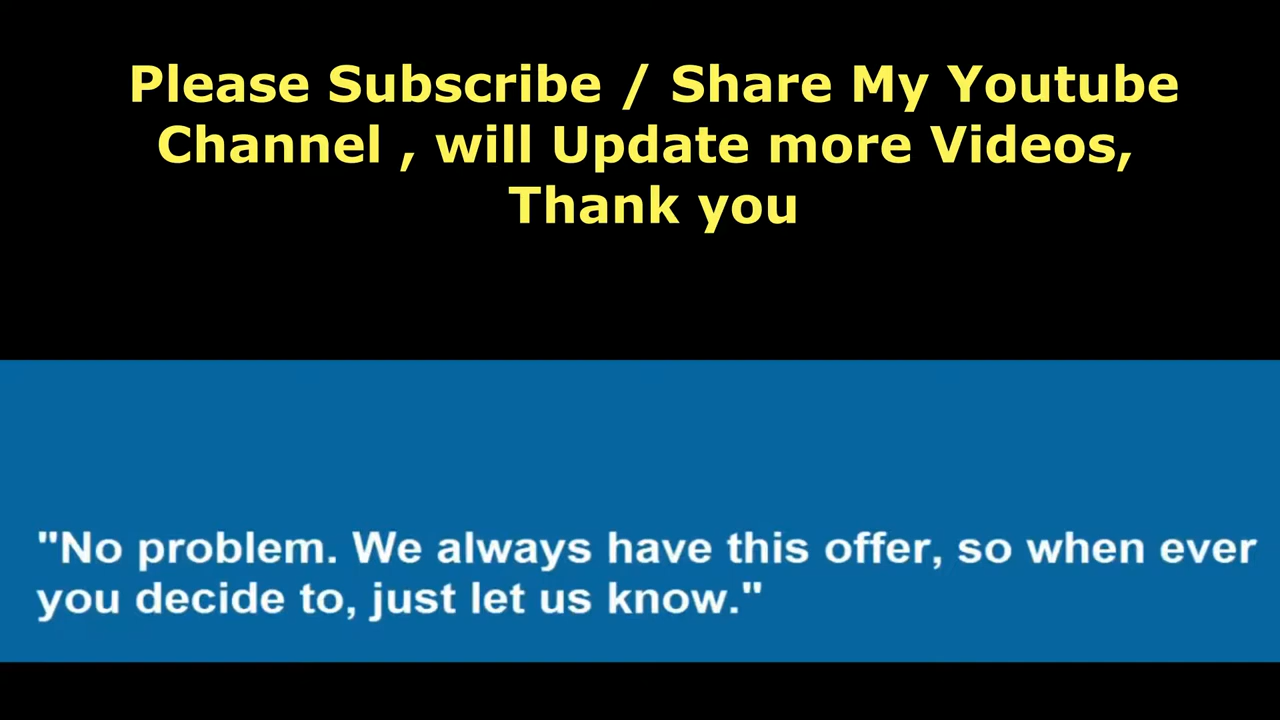 Please Subscribe / Share My Youtube
Channel , will Update more Videos,
Thank you
"No problem. We always have this offer, so when ever
you decide to, just let us know."